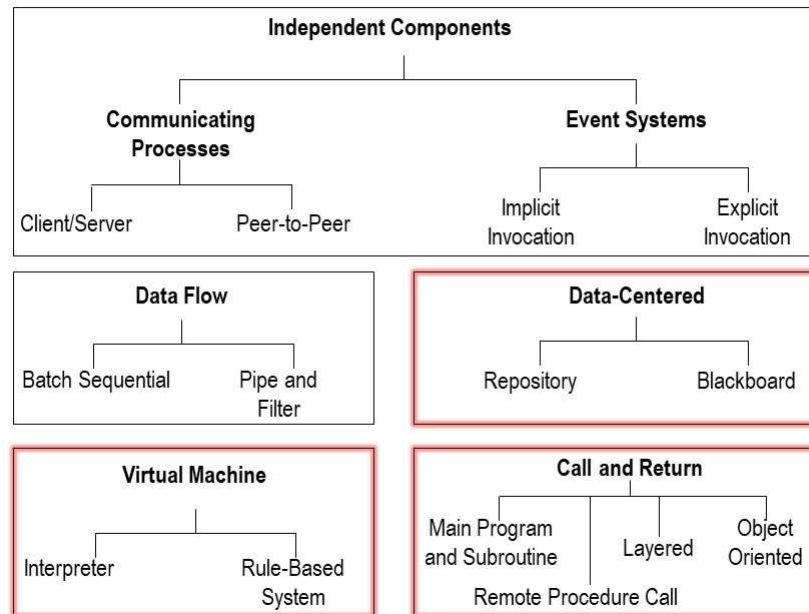 Independent Components
Communicating
Processes
Event Systems
Client/Server
Peer-to-Peer
Implicit
Invocation
Explicit
Invocation
Data Flow
Batch Sequential
Pipe and
Filter
Data-Centered
Repository
Blackboard
Virtual Machine
Interpreter
Rule-Based
System
Call and Return
Main Program
and Subroutine
Remote Procedure Call
Layered
Object
Oriented